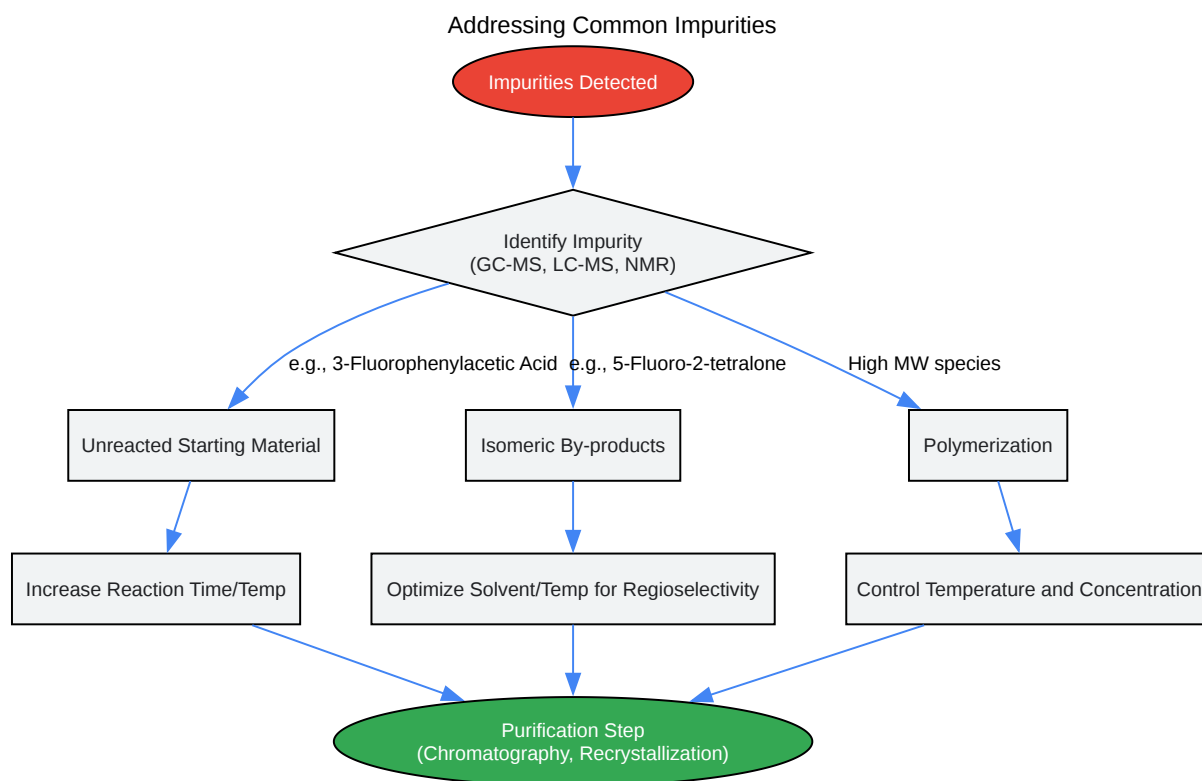 Addressing Common Impurities
Impurities Detected
Identify Impurity
(GC-MS, LC-MS, NMR)
e.g., 3-Fluorophenylacetic Acid
e.g., 5-Fluoro-2-tetralone
High MW species
Unreacted Starting Material
Isomeric By-products
Polymerization
Increase Reaction Time/Temp
Optimize Solvent/Temp for Regioselectivity
Control Temperature and Concentration
Purification Step
(Chromatography, Recrystallization)